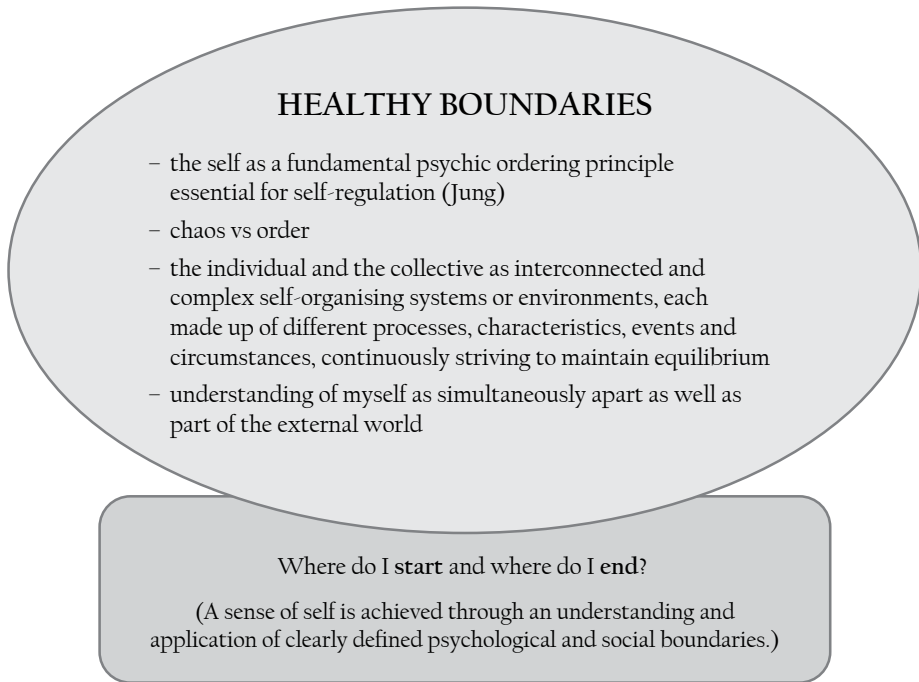 HEALTHY BOUNDARIES
– the self as a fundamental psychic ordering principle
essential for self-regulation (Jung)
– chaos vs order
– the individual and the collective as interconnected and
complex self-organising systems or environments, each
made up of different processes, characteristics, events and
circumstances, continuously striving to maintain equilibrium
– understanding of myself as simultaneously apart as well as
part of the external world
Where do I start and where do I end?
(A sense of self is achieved through an understanding and
application of clearly defined psychological and social boundaries.)